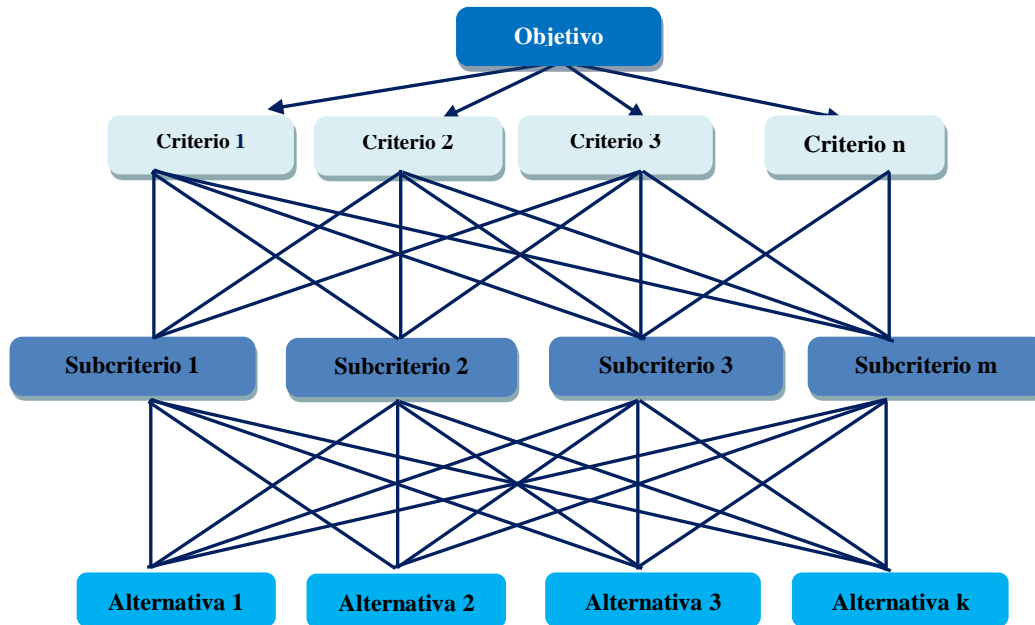 Objetivo
Criterio 1
Criterio 2
Criterio 3
Criterio n
Subcriterio 1
Subcriterio 2
Subcriterio 3
Subcriterio m
Alternativa 1
Alternativa 2
Alternativa 3
Alternativa k